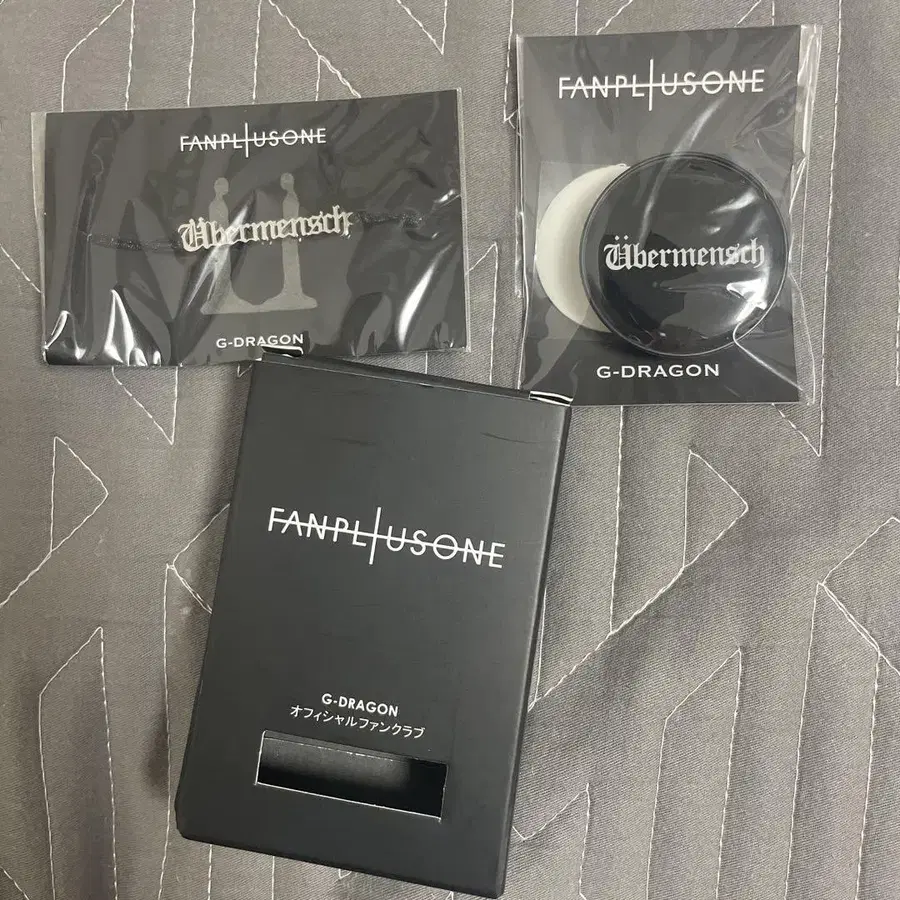 FANPLUSONE
Übermensch
G-DRAGON
FANPLUSONE
Übermensch
G-DRAGON
FANPLUSONE
G-DRAGON
オフィシャルファンクラブ